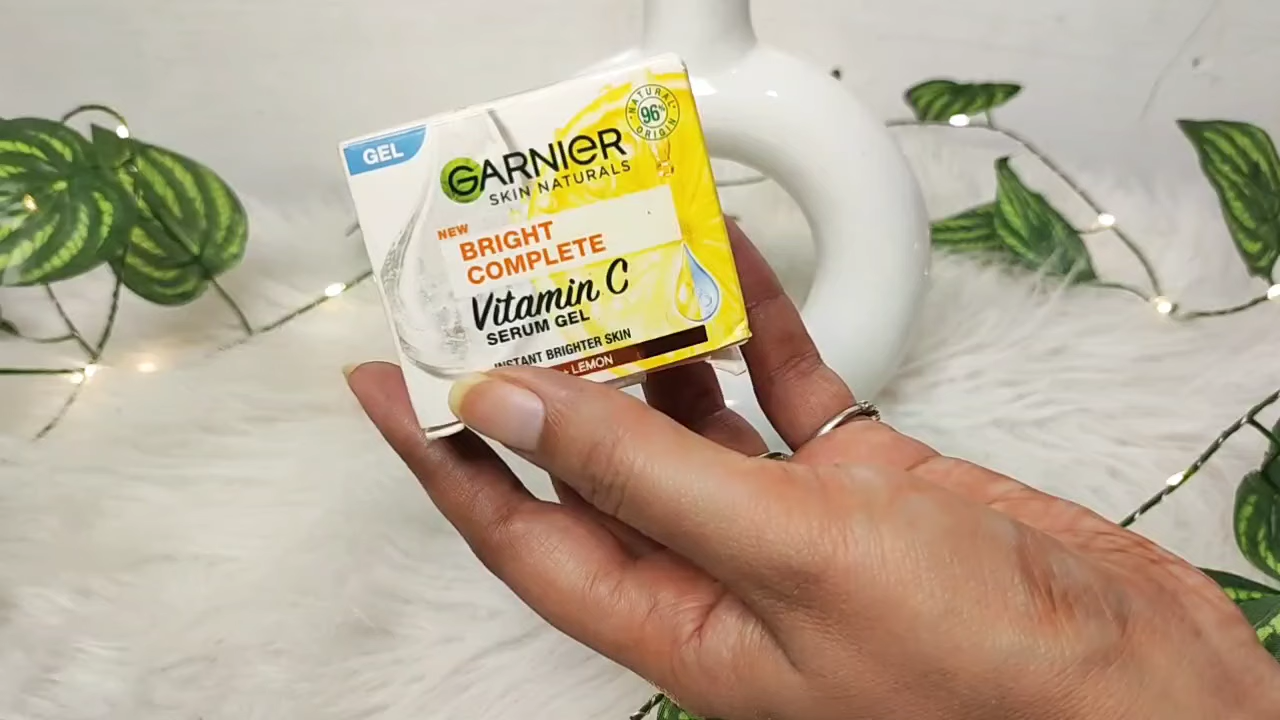 GEL
NATURAL
96%
ORIGIN
GARNIER
SKIN NATURALS
NEW
BRIGHT
COMPLETE
Vitamin C
SERUM GEL
INSTANT BRIGHTER SKIN
LEMON